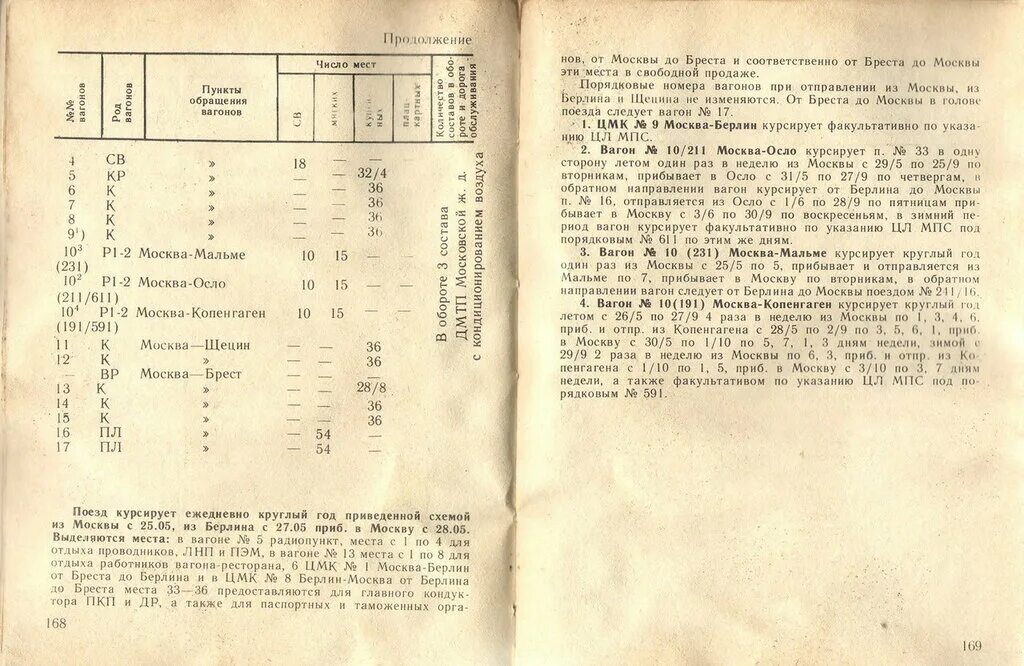 Продолжение
№№ вагонов
Род вагонов
Пункты обращения вагонов
Число мест
СВ
мягких
купейных
плацкартных
Количество составов в обороте и дорога обслуживания
4 СВ » 18 — —
5 КР » — — 32/4
6 К » — — 36
7 К » — — 36
8 К » — — 36
9¹) К » — — 36
10³ Р1-2 Москва-Мальме 10 15 — —
(231)
10² Р1-2 Москва-Осло 10 15 — —
(211/611)
10⁴ Р1-2 Москва-Копенгаген 10 15 — —
(191/591)
11 К Москва—Щецин 36
12 К » 36
— ВР Москва—Брест — — —
13 К » — — 28/8
14 К » — — 36
15 К » — — 36
16 ПЛ » — 54 —
17 ПЛ » — 54 —
В обороте 3 состава
ДМТП Московской ж. д.
с кондиционированием воздуха
Поезд курсирует ежедневно круглый год приведенной схемой
из Москвы с 25.05, из Берлина с 27.05 приб. в Москву с 28.05.
Выделяются места: в вагоне № 5 радиопункт, места с 1 по 4 для
отдыха проводников, ЛНП и ПЭМ, в вагоне № 13 места с 1 по 8 для
отдыха работников вагона-ресторана, 6 ЦМК № 1 Москва-Берлин
от Бреста до Берлина и в ЦМК № 8 Берлин-Москва от Берлина
до Бреста места 33—36 предоставляются для главного кондук-
тора ПКП и ДР, а также для паспортных и таможенных орга-
168
нов, от Москвы до Бреста и соответственно от Бреста до Москвы
эти места в свободной продаже.
Порядковые номера вагонов при отправлении из Москвы, из
Берлина и Щецина не изменяются. От Бреста до Москвы в голове
поезда следует вагон № 17.
1. ЦМК № 9 Москва-Берлин курсирует факультативно по указа-
нию ЦЛ МПС.
2. Вагон № 10/211 Москва-Осло курсирует п. № 33 в одну
сторону летом один раз в неделю из Москвы с 29/5 по 25/9 по
вторникам, прибывает в Осло с 31/5 по 27/9 по четвергам, в
обратном направлении вагон курсирует от Берлина до Москвы
п. № 16, отправляется из Осло с 1/6 по 28/9 по пятницам при-
бывает в Москву с 3/6 по 30/9 по воскресеньям, в зимний пе-
риод вагон курсирует факультативно по указанию ЦЛ МПС под
порядковым № 611 по этим же дням.
3. Вагон № 10 (231) Москва-Мальме курсирует круглый год
один раз из Москвы с 25/5 по 5, прибывает и отправляется из
Мальме по 7, прибывает в Москву по вторникам, в обратном
направлении вагон следует от Берлина до Москвы поездом № 241/16.
4. Вагон № 10(191) Москва-Копенгаген курсирует круглый год
летом с 26/5 по 27/9 4 раза в неделю из Москвы по 1, 3, 4, 6,
приб. и отпр. из Копенгагена с 28/5 по 2/9 по 3, 5, 6, 1, приб.
в Москву с 30/5 по 1/10 по 5, 7, 1, 3 дням недели, зимой с
29/9 2 раза в неделю из Москвы по 6, 3, приб. и отпр. из Ко-
пенгагена с 1/10 по 1, 5, приб. в Москву с 3/10 по 3, 7 дням
недели, а также факультативом по указанию ЦЛ МПС под по-
рядковым № 591.
169